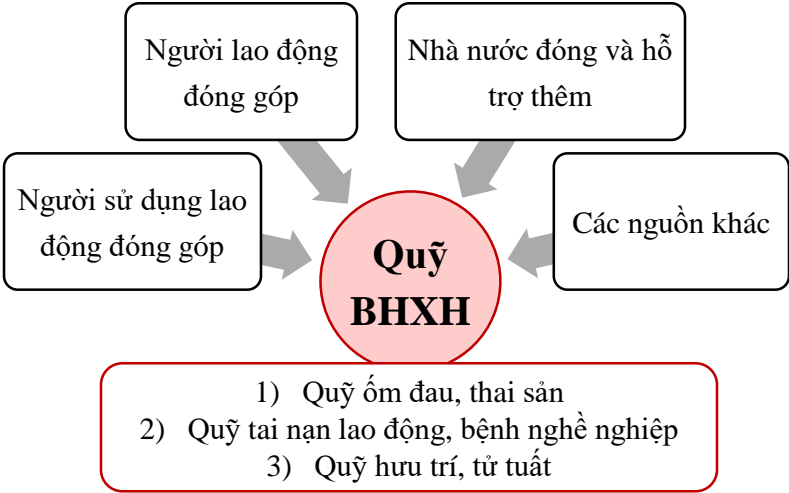 Người lao động
đóng góp
Nhà nước đóng và hỗ
trợ thêm
Người sử dụng lao
động đóng góp
Các nguồn khác
Quỹ
BHXH
1) Quỹ ốm đau, thai sản
2) Quỹ tai nạn lao động, bệnh nghề nghiệp
3) Quỹ hưu trí, tử tuất